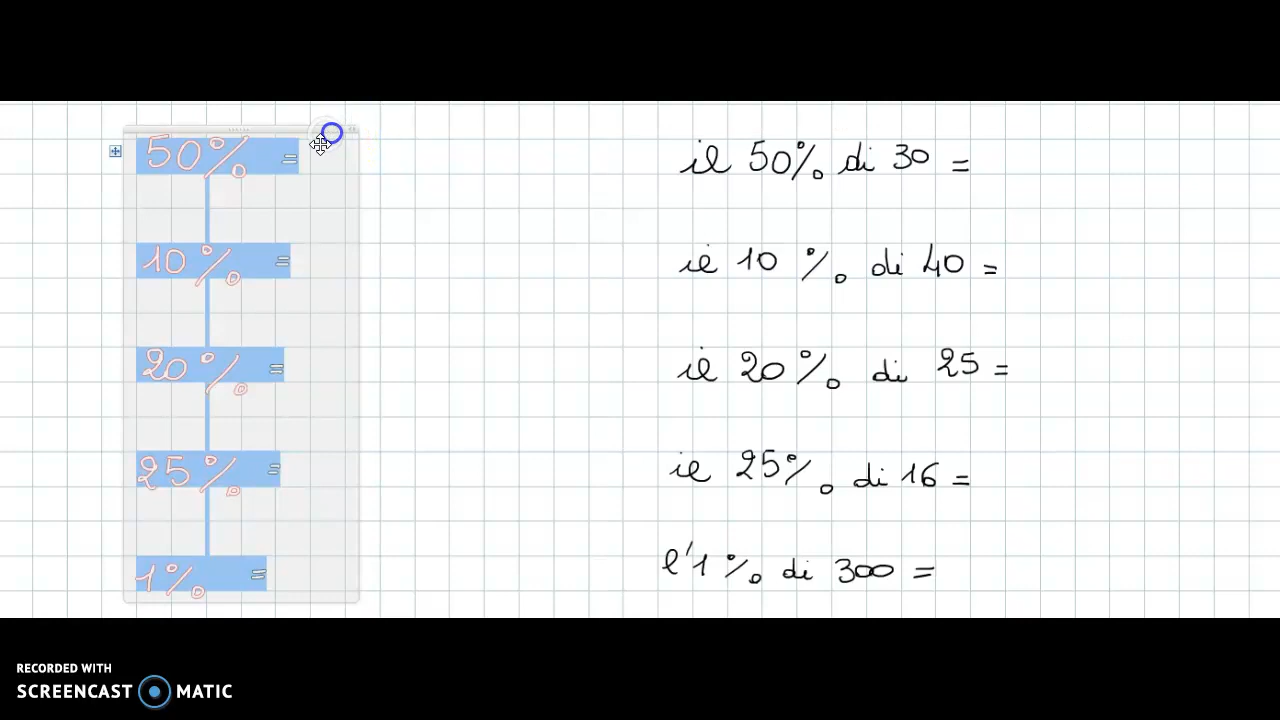 50% =
il 50% di 30 =
10% =
il 10 % di 40 =
20% =
il 20% di 25 =
25% =
il 25% di 16 =
1% =
l'1% di 300 =
RECORDED WITH
SCREENCAST MATIC